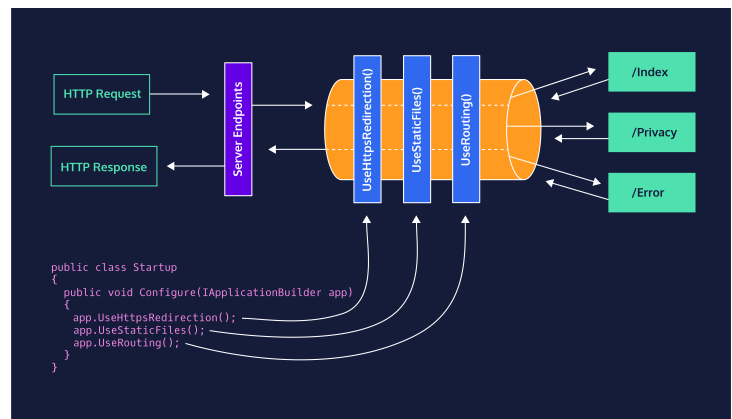 HTTP Request
HTTP Response
Server Endpoints
UseHttpsRedirection()
UseStaticFiles()
UseRouting()
/Index
/Privacy
/Error
public class Startup
{
  public void Configure(IApplicationBuilder app)
  {
    app.UseHttpsRedirection();
    app.UseStaticFiles();
    app.UseRouting();
  }
}